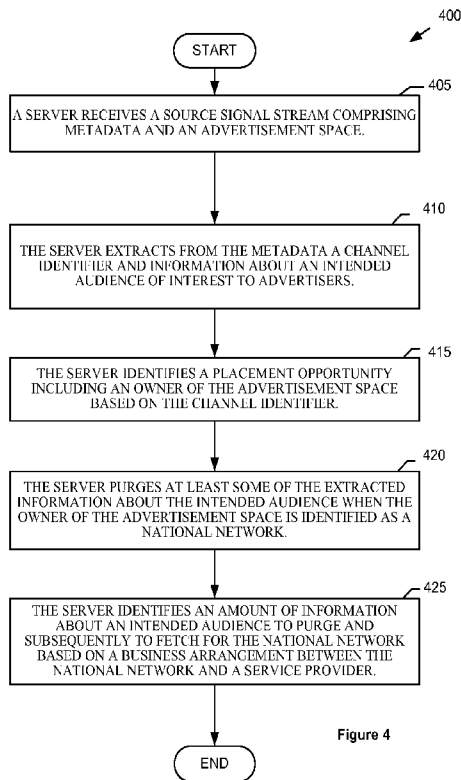 400
START
405
A SERVER RECEIVES A SOURCE SIGNAL STREAM COMPRISING
METADATA AND AN ADVERTISEMENT SPACE.
410
THE SERVER EXTRACTS FROM THE METADATA A CHANNEL
IDENTIFIER AND INFORMATION ABOUT AN INTENDED
AUDIENCE OF INTEREST TO ADVERTISERS.
415
THE SERVER IDENTIFIES A PLACEMENT OPPORTUNITY
INCLUDING AN OWNER OF THE ADVERTISEMENT SPACE
BASED ON THE CHANNEL IDENTIFIER.
420
THE SERVER PURGES AT LEAST SOME OF THE EXTRACTED
INFORMATION ABOUT THE INTENDED AUDIENCE WHEN THE
OWNER OF THE ADVERTISEMENT SPACE IS IDENTIFIED AS A
NATIONAL NETWORK.
425
THE SERVER IDENTIFIES AN AMOUNT OF INFORMATION
ABOUT AN INTENDED AUDIENCE TO PURGE AND
SUBSEQUENTLY TO FETCH FOR THE NATIONAL NETWORK
BASED ON A BUSINESS ARRANGEMENT BETWEEN THE
NATIONAL NETWORK AND A SERVICE PROVIDER.
Figure 4
END